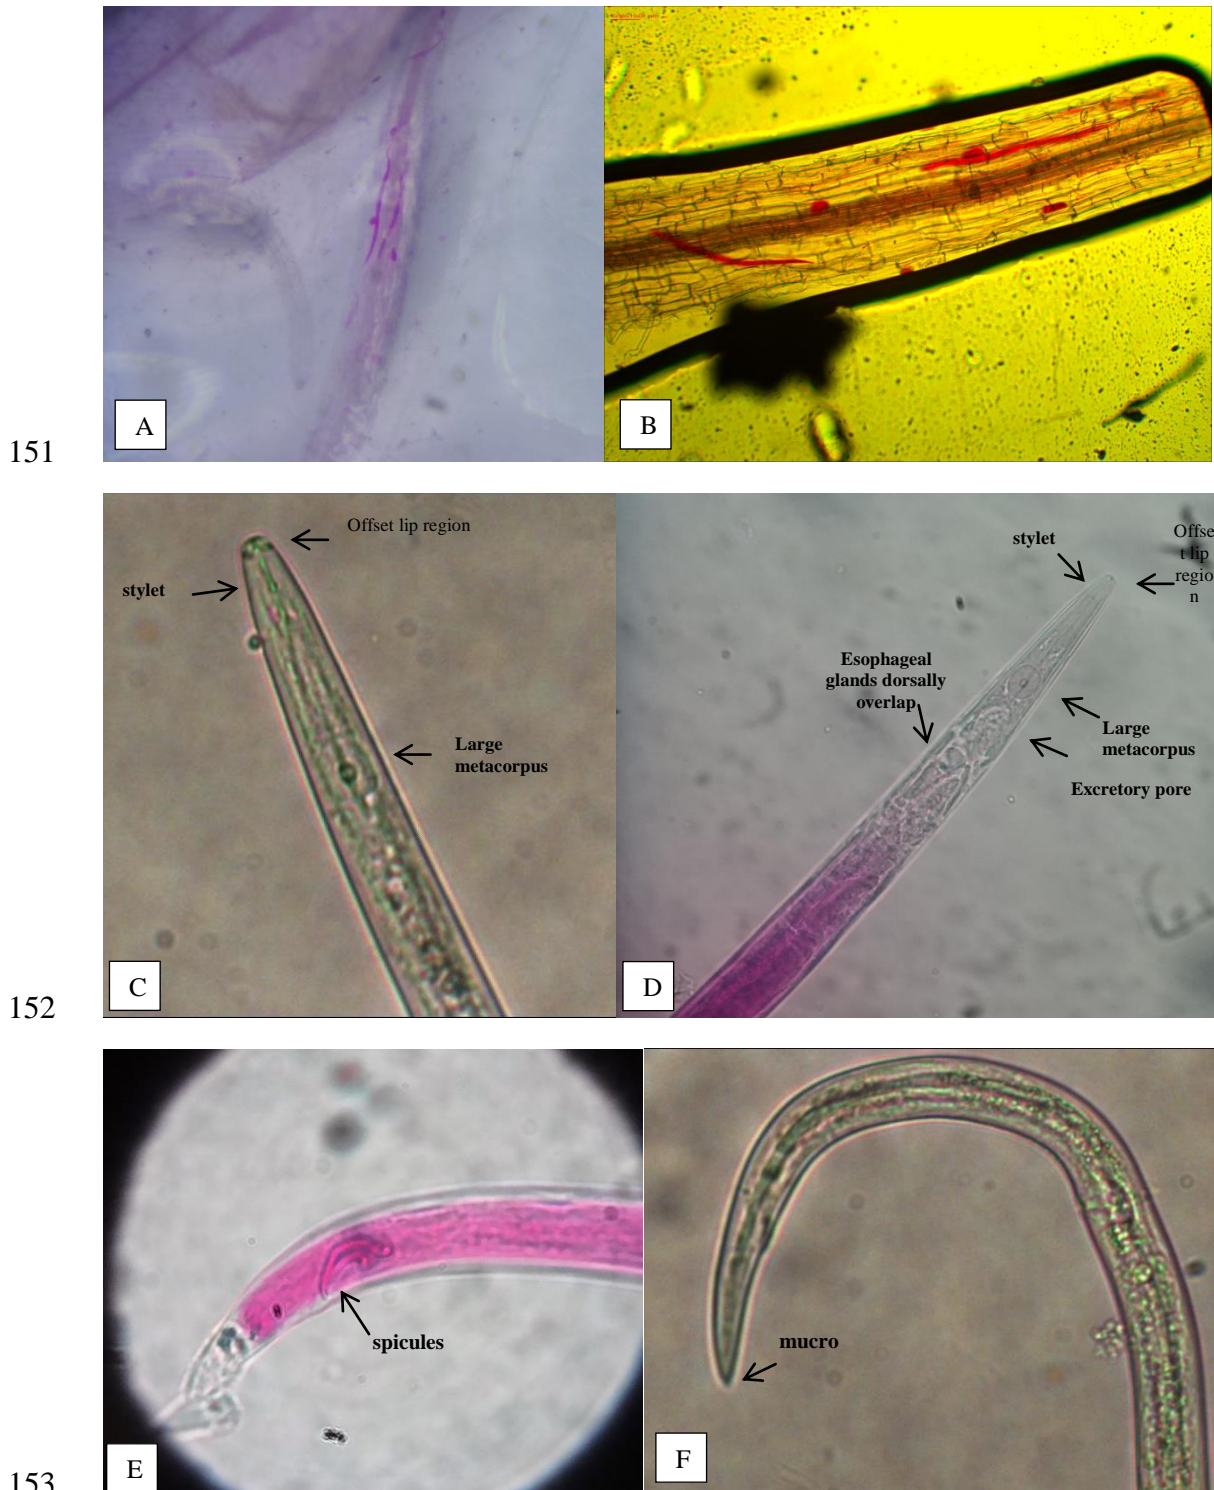 A
B
151
Offset lip region
stylet
Large
metacorpus
C
stylet
Offse
t lip
regio
n
Esophageal
glands dorsally
overlap
Large
metacorpus
Excretory pore
D
152
spicules
E
mucro
F
153